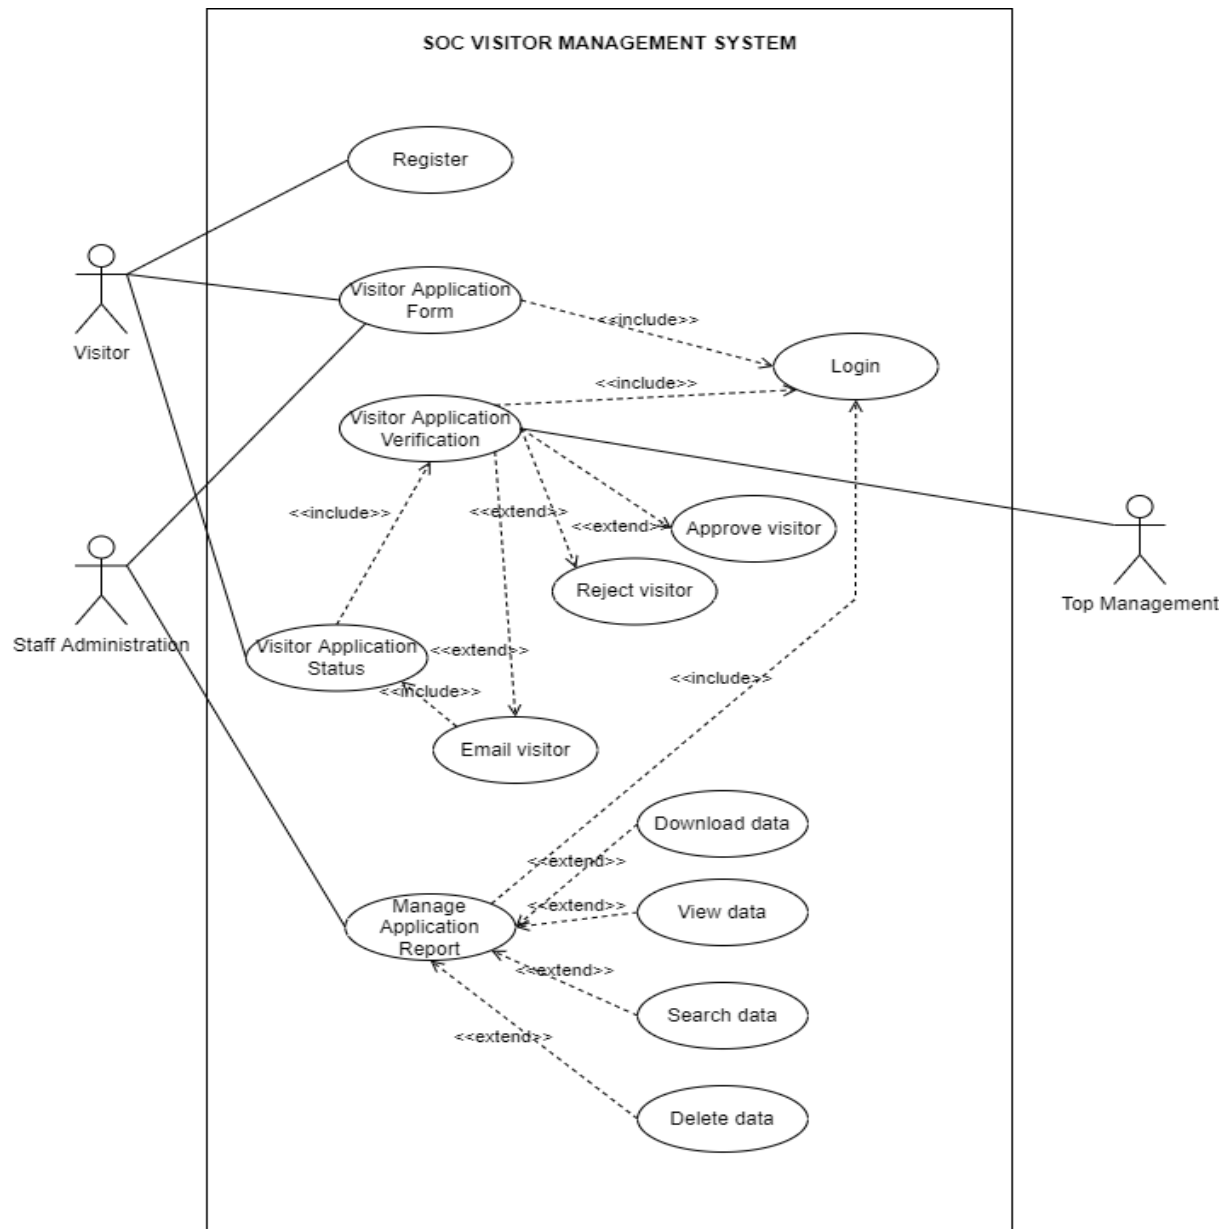 SOC VISITOR MANAGEMENT SYSTEM
Register
Visitor Application
Form
<<include>>
Visitor
Login
<<include>>
Visitor Application
Verification
<<include>>
<<extend>>
<<extend>>
Approve visitor
Reject visitor
Top Management
Staff Administration
Visitor Application
Status
<<extend>>
<<include>>
<<include>>
Email visitor
Download data
<<extend>>
<<extend>>
View data
Manage
Application
Report
<<extend>>
Search data
<<extend>>
Delete data